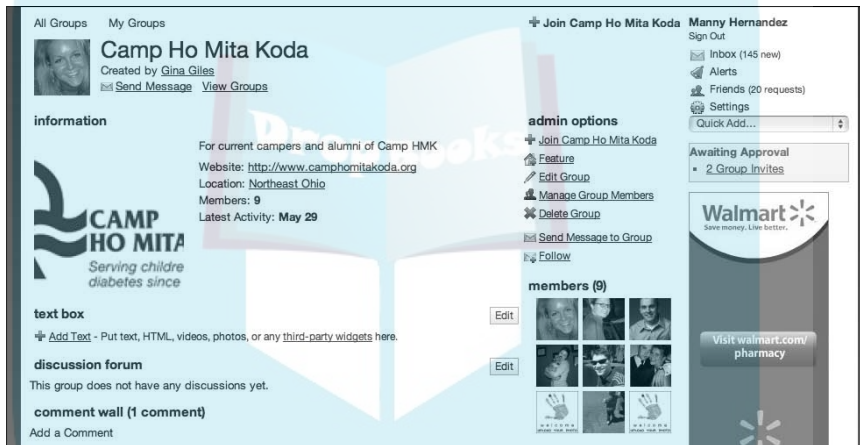 All Groups My Groups
Camp Ho Mita Koda
Created by Gina Giles
Send Message View Groups
Join Camp Ho Mita Koda
Manny Hernandez
Sign Out
Inbox (145 new)
Alerts
Friends (20 requests)
Settings
Quick Add...
Awaiting Approval
2 Group Invites
information
For current campers and alumni of Camp HMK
Website: http://www.camphomitakoda.org
Location: Northeast Ohio
Members: 9
Latest Activity: May 29
CAMP
HO MITA
Serving childre
diabetes since
text box
Edit
Add Text - Put text, HTML, videos, photos, or any third-party widgets here.
discussion forum
Edit
This group does not have any discussions yet.
comment wall (1 comment)
Add a Comment
admin options
Join Camp Ho Mita Koda
Feature
Edit Group
Manage Group Members
Delete Group
Send Message to Group
Follow
members (9)
welcome
welcome
Walmart
Save money. Live better.
Visit walmart.com/
pharmacy
DropBooks